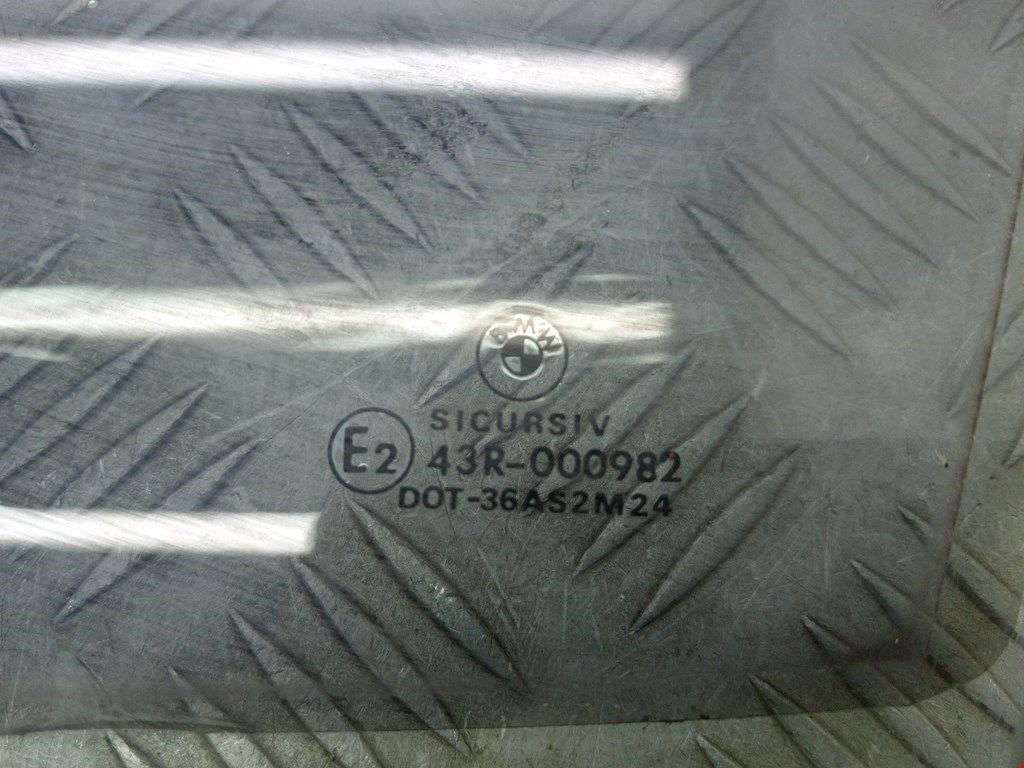 BMW
SICURSIV
E2 43R-000982
DOT-36AS2M24